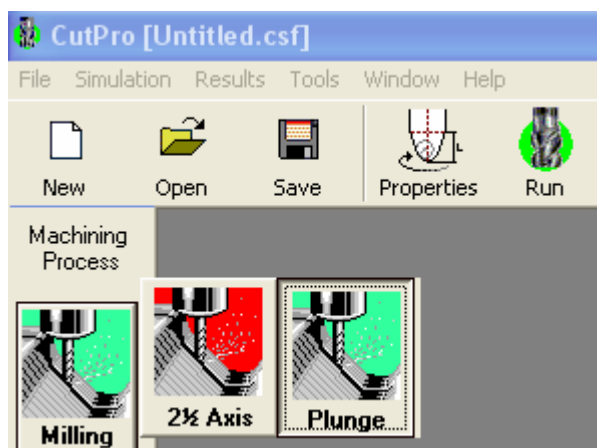 CutPro [Untitled.csf]
File Simulation Results Tools Window Help
L
New Open Save Properties Run
Machining
Process
2½ Axis Plunge
Milling